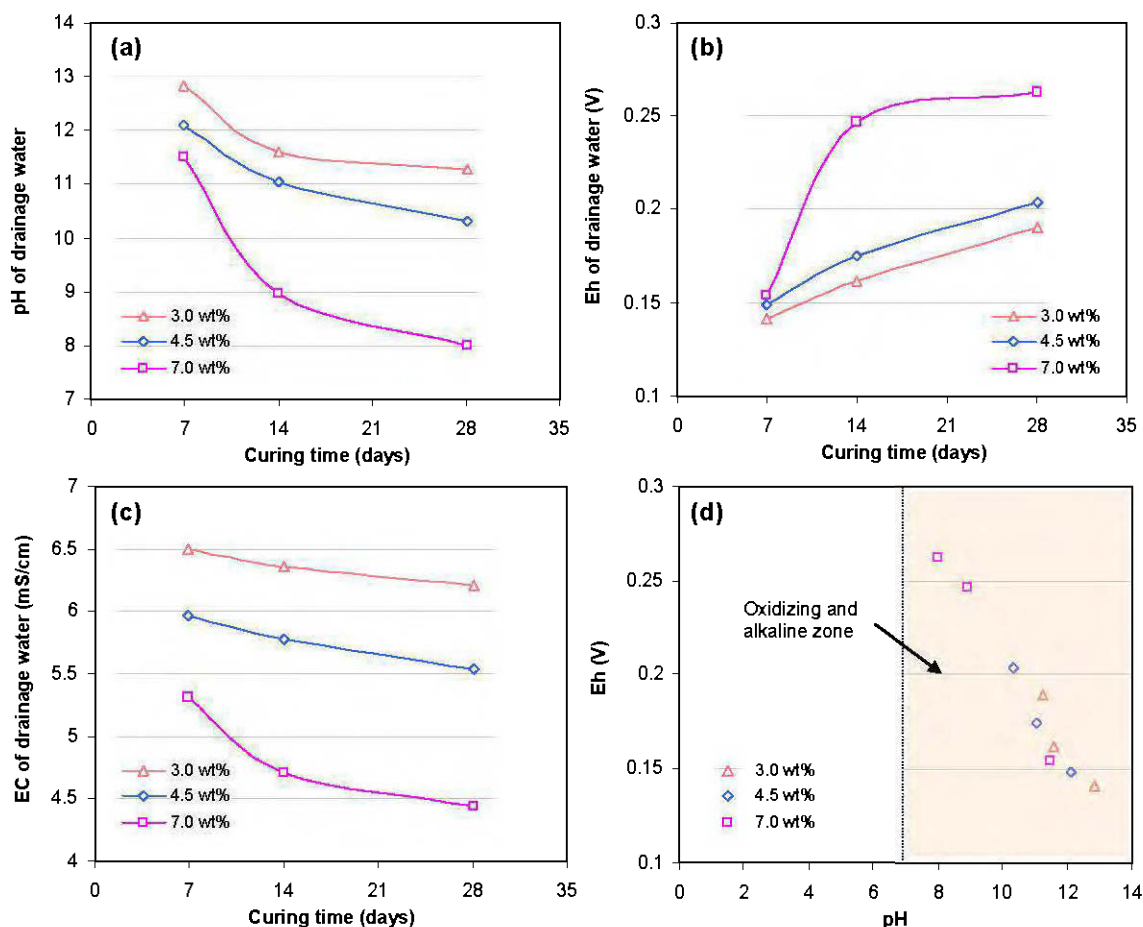 (a)
pH of drainage water
14
13
12
11
10
9
8
7
3.0 wt%
4.5 wt%
7.0 wt%
0 7 14 21 28 35
Curing time (days)
(b)
Eh of drainage water (V)
0.3
0.25
0.2
0.15
0.1
3.0 wt%
4.5 wt%
7.0 wt%
0 7 14 21 28 35
Curing time (days)
(c)
EC of drainage water (mS/cm)
7
6.5
6
5.5
5
4.5
4
3.0 wt%
4.5 wt%
7.0 wt%
0 7 14 21 28 35
Curing time (days)
(d)
Eh (V)
0.3
0.25
0.2
0.15
0.1
Oxidizing and
alkaline zone
3.0 wt%
4.5 wt%
7.0 wt%
0 2 4 6 8 10 12 14
pH